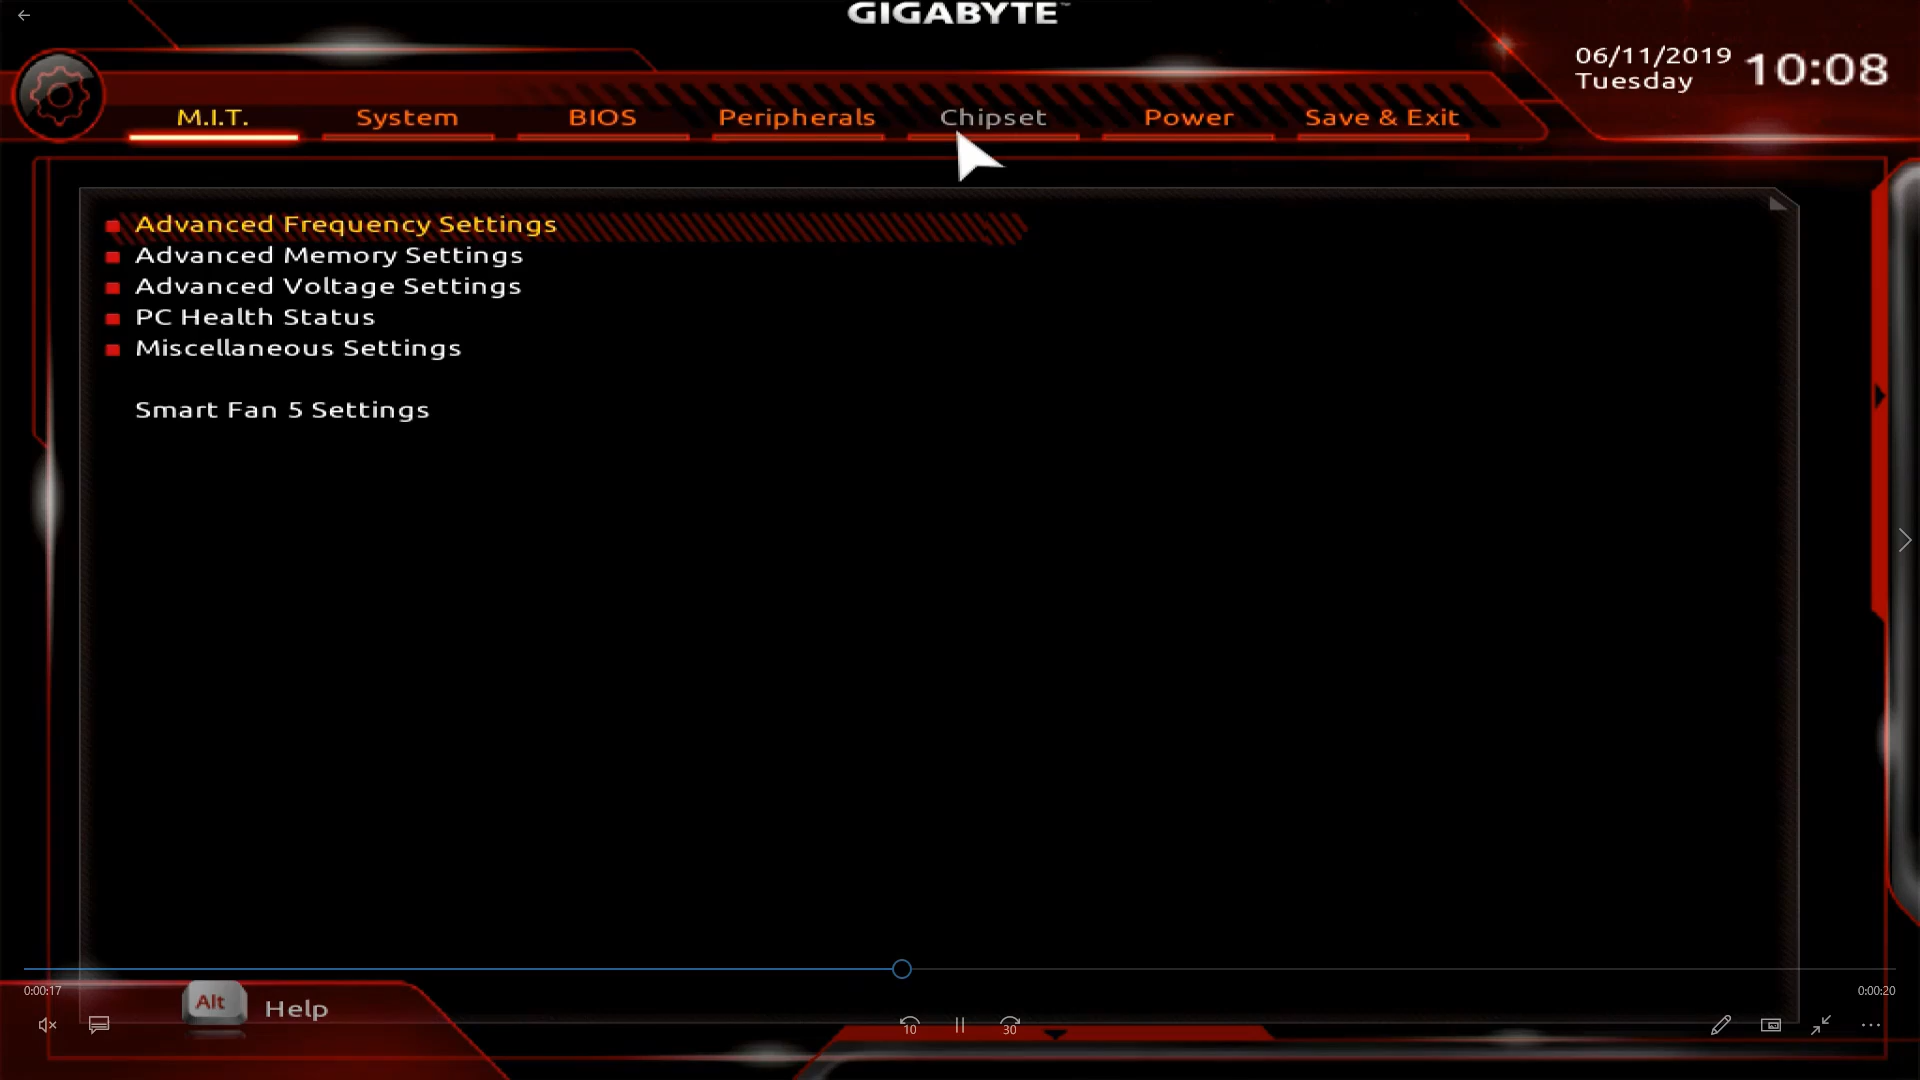 GIGABYTE™
06/11/2019
Tuesday
10:08
M.I.T.
System
BIOS
Peripherals
Chipset
Power
Save & Exit
Advanced Frequency Settings
Advanced Memory Settings
Advanced Voltage Settings
PC Health Status
Miscellaneous Settings
Smart Fan 5 Settings
0:00:17
0:00:20
Alt
Help
10
30